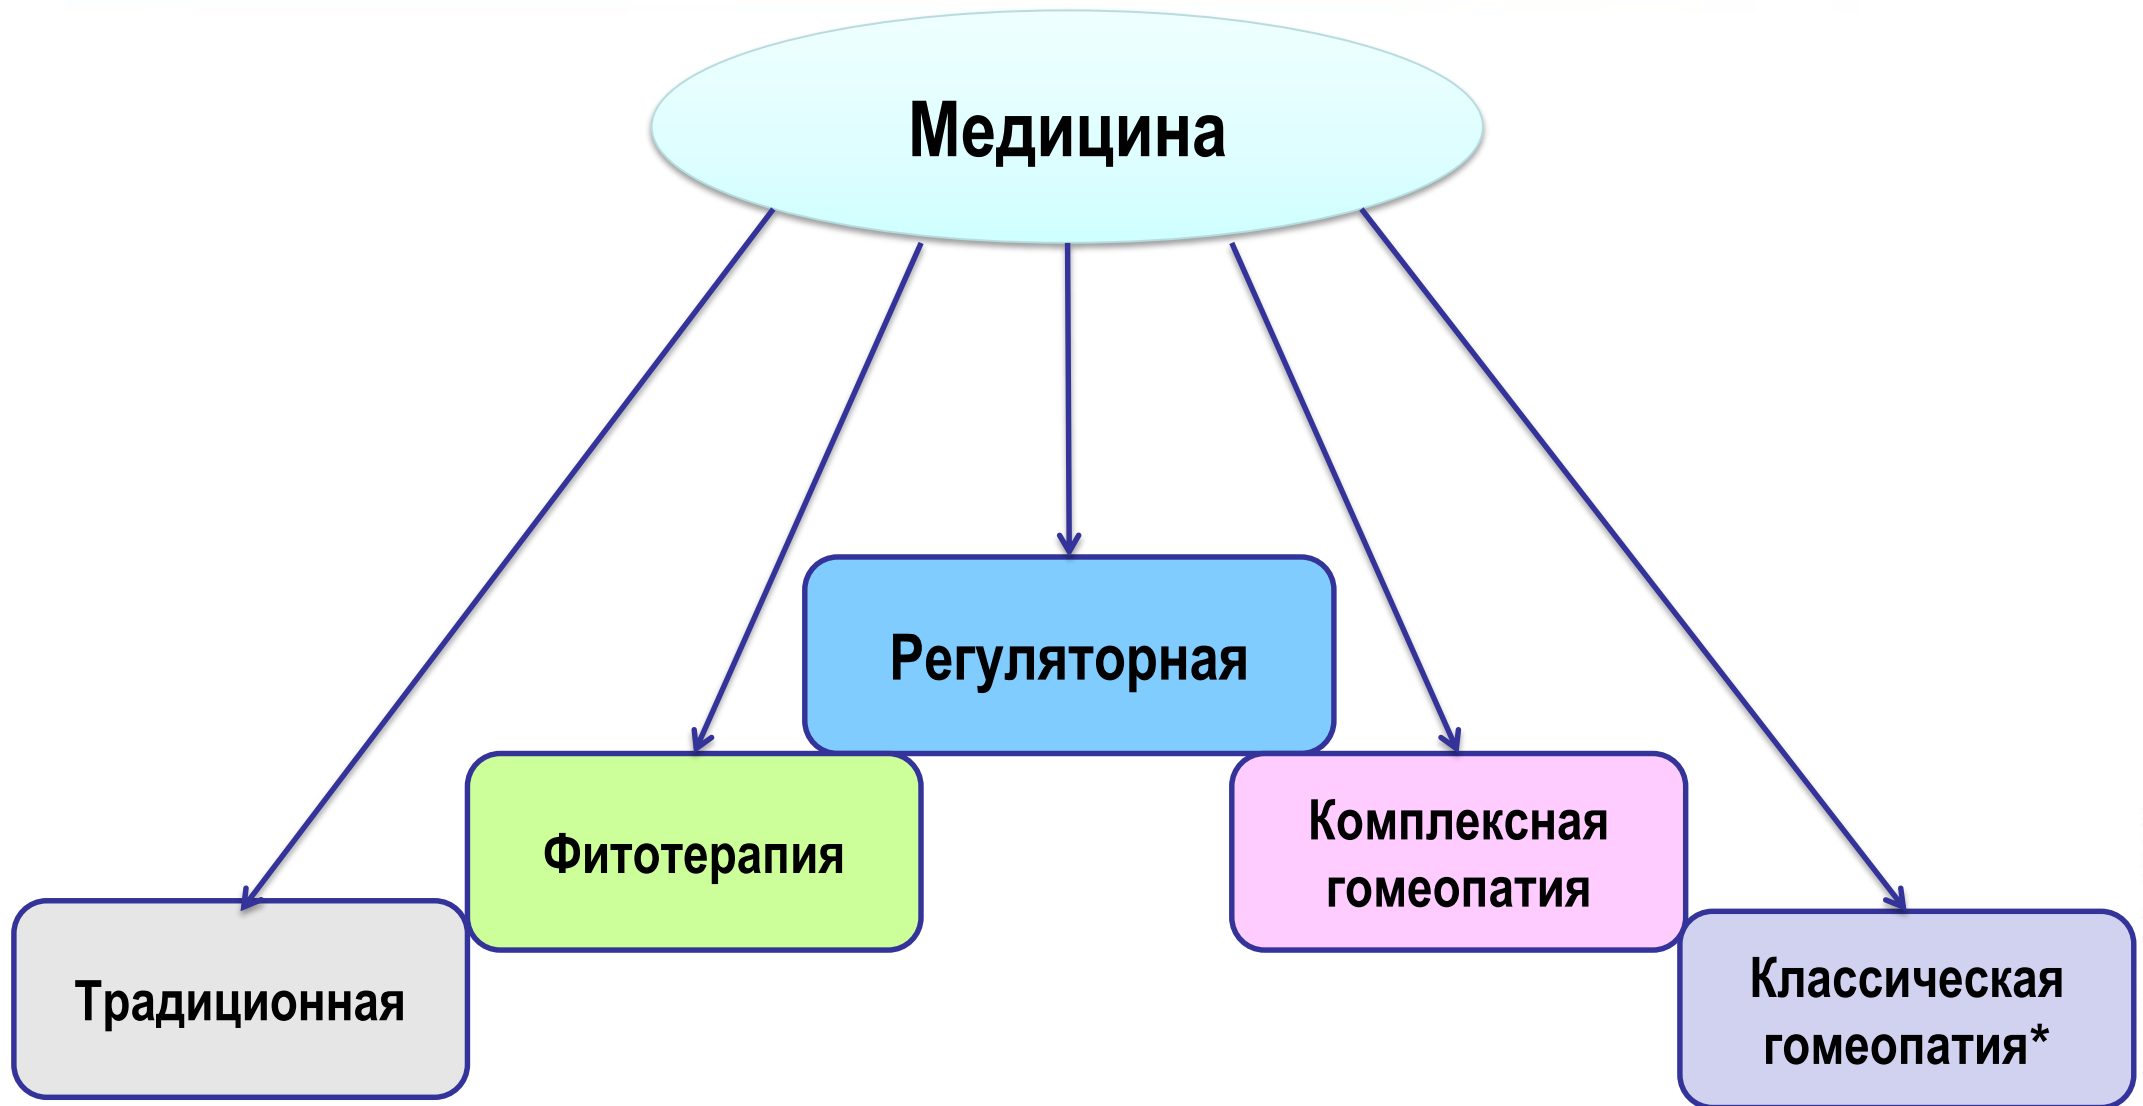 Медицина
Регуляторная
Фитотерапия
Комплексная
гомеопатия
Традиционная
Классическая
гомеопатия*